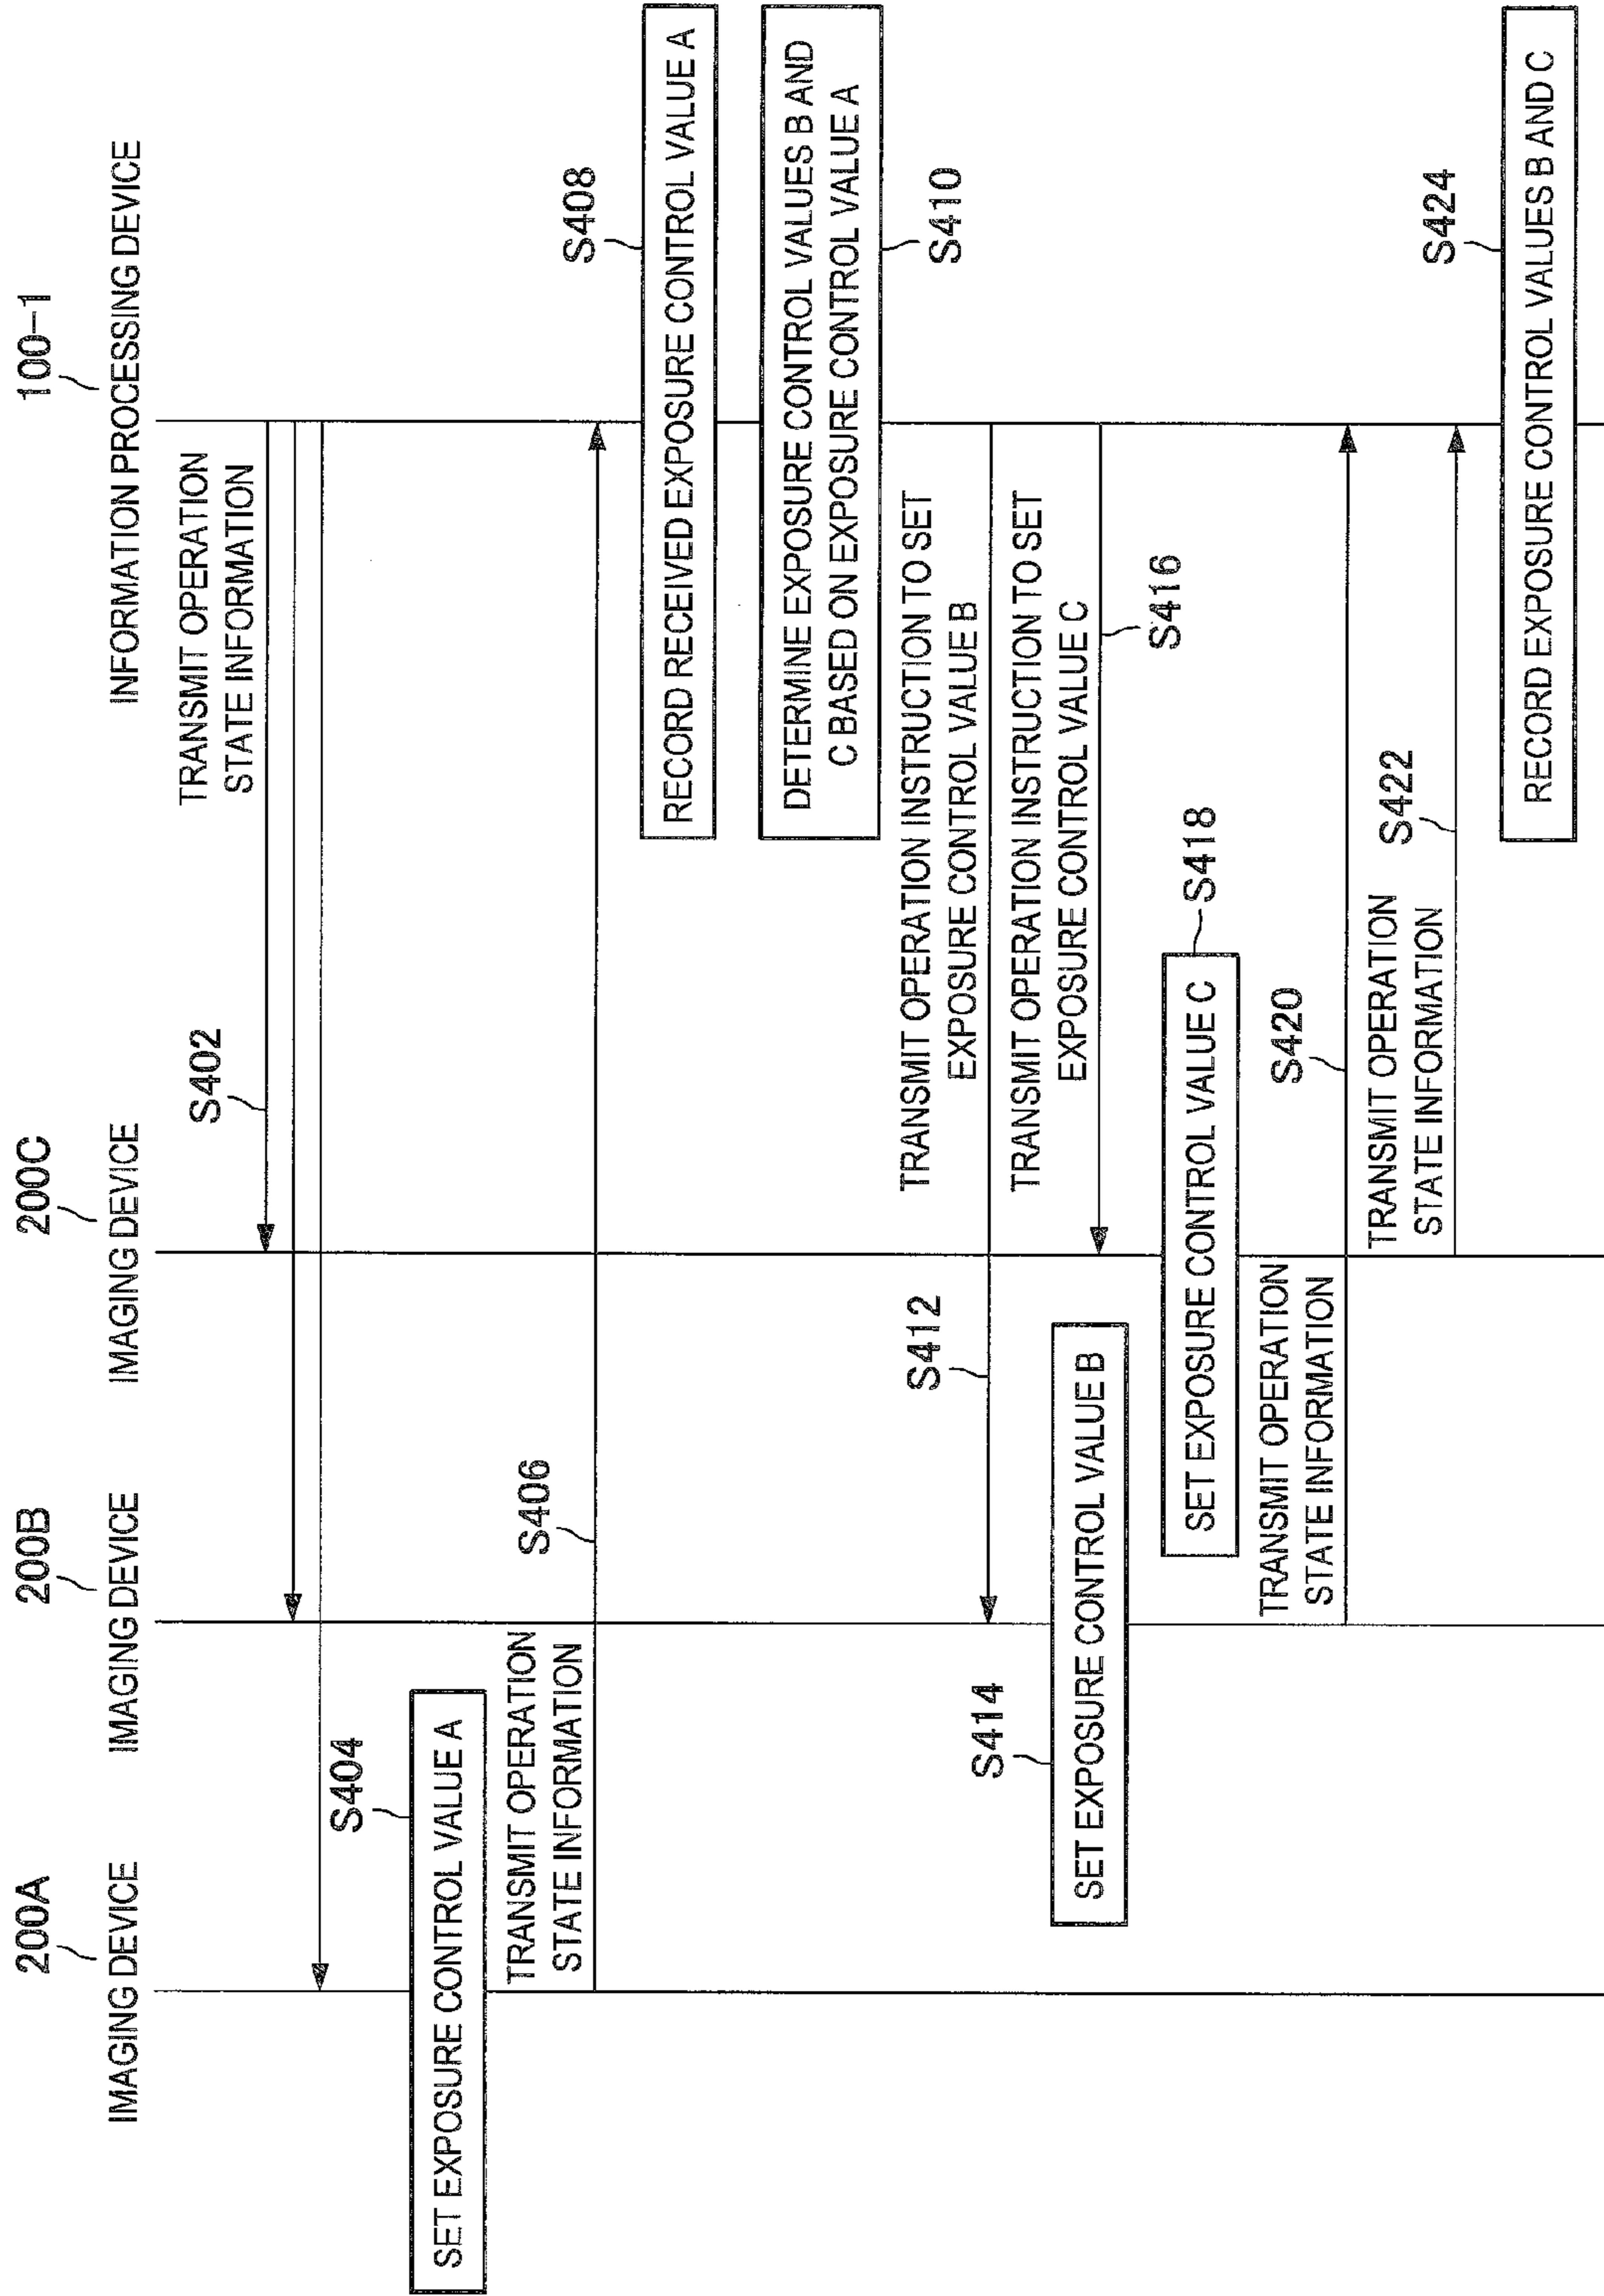 200A
IMAGING DEVICE
200B
IMAGING DEVICE
200C
IMAGING DEVICE
100-1
INFORMATION PROCESSING DEVICE
TRANSMIT OPERATION
STATE INFORMATION
S402
S404
SET EXPOSURE CONTROL VALUE A
TRANSMIT OPERATION
STATE INFORMATION
S406
S408
RECORD RECEIVED EXPOSURE CONTROL VALUE A
DETERMINE EXPOSURE CONTROL VALUES B AND
C BASED ON EXPOSURE CONTROL VALUE A
S410
TRANSMIT OPERATION INSTRUCTION TO SET
EXPOSURE CONTROL VALUE B
S412
S414
SET EXPOSURE CONTROL VALUE B
TRANSMIT OPERATION INSTRUCTION TO SET
EXPOSURE CONTROL VALUE C
S416
SET EXPOSURE CONTROL VALUE C
S418
TRANSMIT OPERATION
STATE INFORMATION
S420
TRANSMIT OPERATION
STATE INFORMATION
S422
S424
RECORD EXPOSURE CONTROL VALUES B AND C